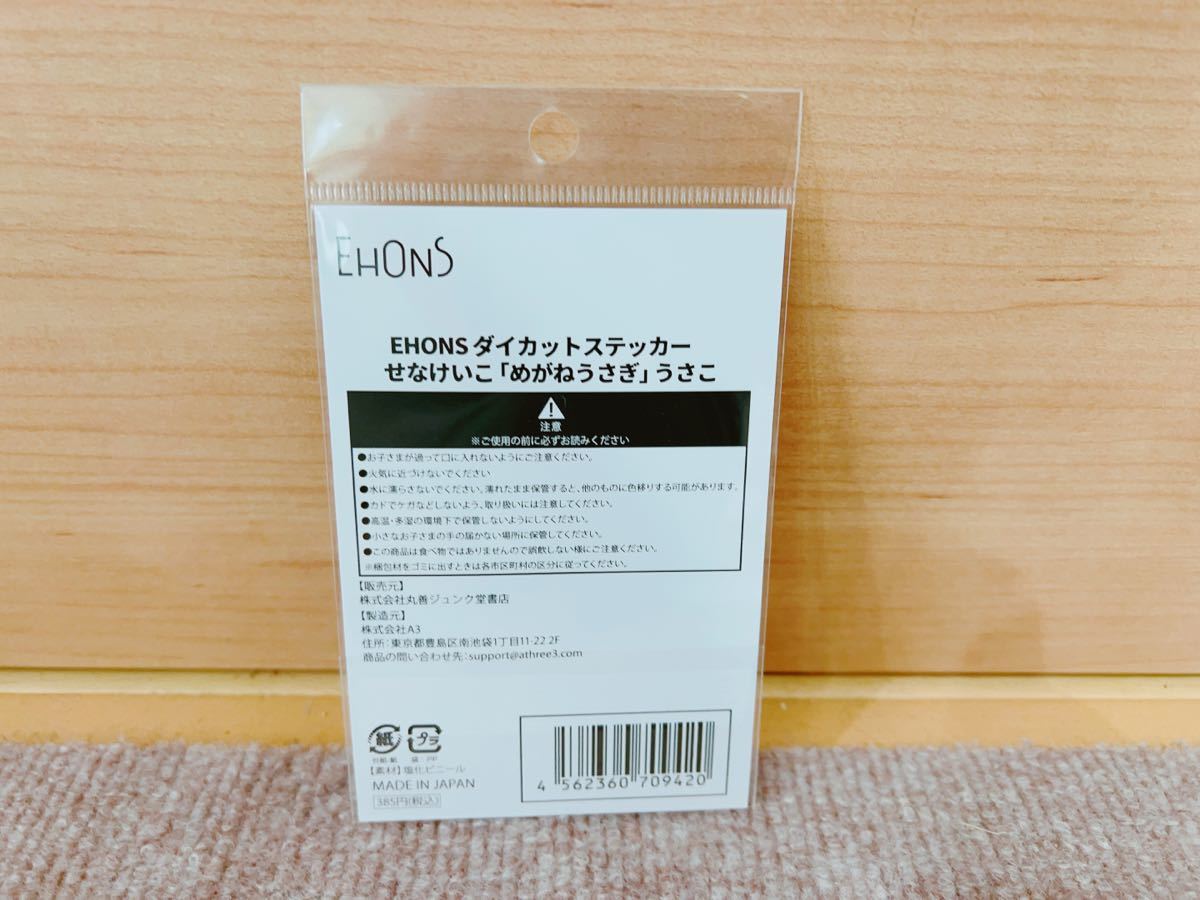 EHONS
EHONS ダイカットステッカー
せなけいこ「めがねうさぎ」うさこ
注意
※ご使用の前に必ずお読みください
●お子さまが過って口に入れないようにご注意ください。
●火気に近づけないでください
●水に濡らさないでください。濡れたまま保管すると、他のものに色移りする可能があります。
●カドでケガなどしないよう、取り扱いには注意してください。
●高温・多湿の環境下で保管しないようにしてください。
●小さなお子さまの手の届かない場所に保管してください。
●この商品は食べ物ではありませんので誤飲しない様にご注意ください。
※梱包材をゴミに出すときは各市区町村の区分に従ってください。
【販売元】
株式会社丸善ジュンク堂書店
【製造元】
株式会社A3
住所：東京都豊島区南池袋1丁目11-22 2F
商品の問い合わせ先：support@athree3.com
紙 プラ
台紙：紙 袋：PP
【素材】塩化ビニール
MADE IN JAPAN
385円(税込)
4 562360 709420